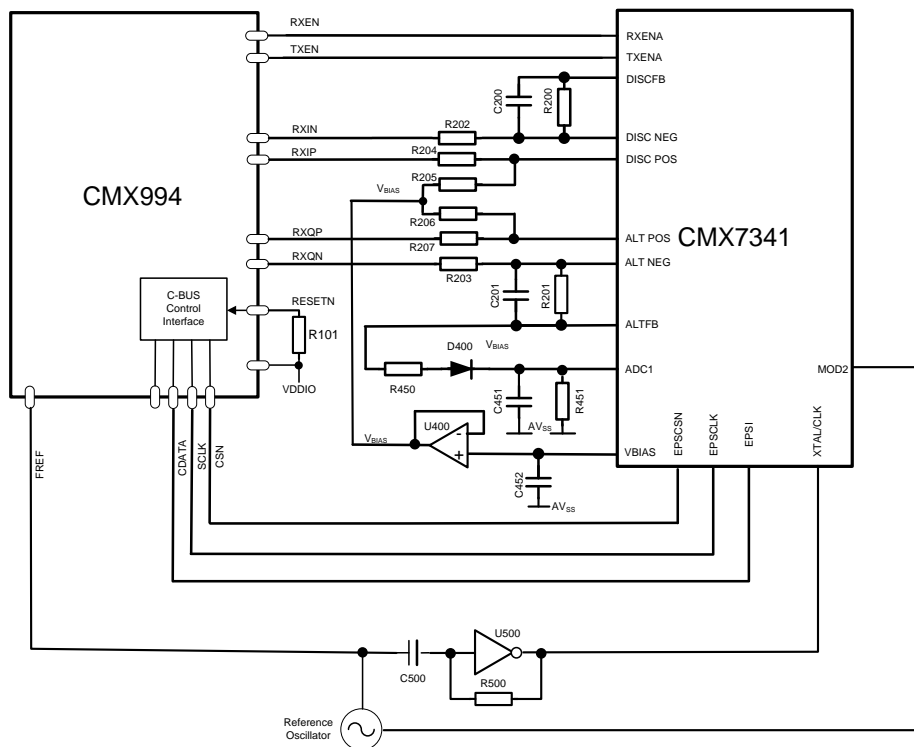 RXEN
RXENA
TXEN
TXENA
DISCFB
C200
R200
RXIN
R202
DISC NEG
RXIP
R204
DISC POS
R205
VBIAS
CMX994
CMX7341
R206
RXQP
R207
ALT POS
RXQN
R203
ALT NEG
C-BUS
Control
Interface
RESETN
C201
R201
R101
ALTFB
VBIAS
D400
VDDIO
R450
ADC1
MOD2
C451
R451
U400
AVSS
VBIAS
-
+
VBIAS
EPSCSN
EPSCLK
EPSI
XTAL/CLK
C452
AVSS
FREF
CDATA
SCLK
CSN
U500
C500
R500
Reference
Oscillator